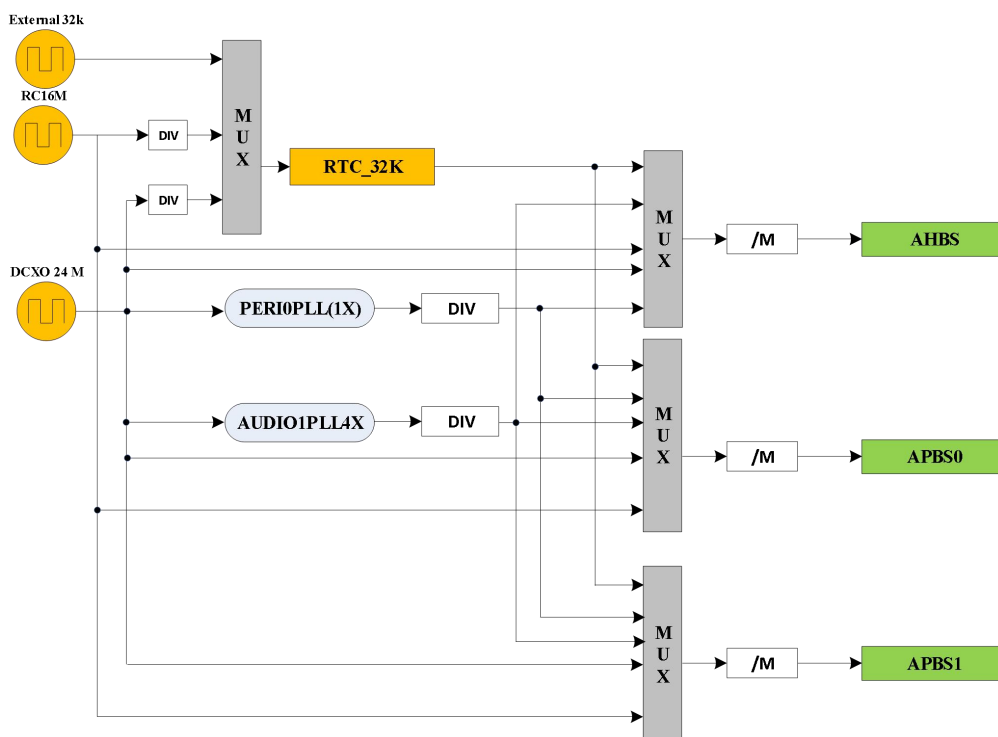 External 32k
RC16M
DIV
DIV
M
U
X
RTC_32K
DCXO 24 M
PERI0PLL(1X)
DIV
AUDIO1PLL4X
DIV
M
U
X
/M
AHBS
M
U
X
/M
APBS0
M
U
X
/M
APBS1